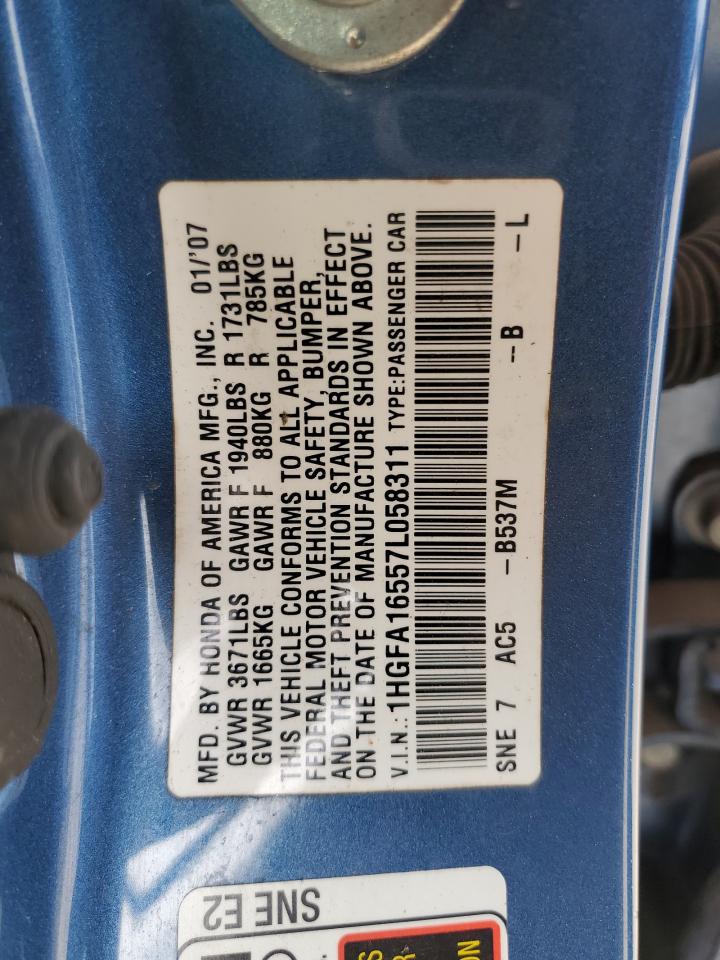 MFD. BY HONDA OF AMERICA MFG., INC. 01/'07
GVWR 3671LBS GAWR F 1940LBS R 1731LBS
GVWR 1665KG GAWR F 880KG R 785KG
THIS VEHICLE CONFORMS TO ALL APPLICABLE
FEDERAL MOTOR VEHICLE SAFETY, BUMPER,
AND THEFT PREVENTION STANDARDS IN EFFECT
ON THE DATE OF MANUFACTURE SHOWN ABOVE.
V.I.N.: 1HGFA16557L058311 TYPE:PASSENGER CAR
SNE 7 AC5 -B537M --B -L
SNE E2